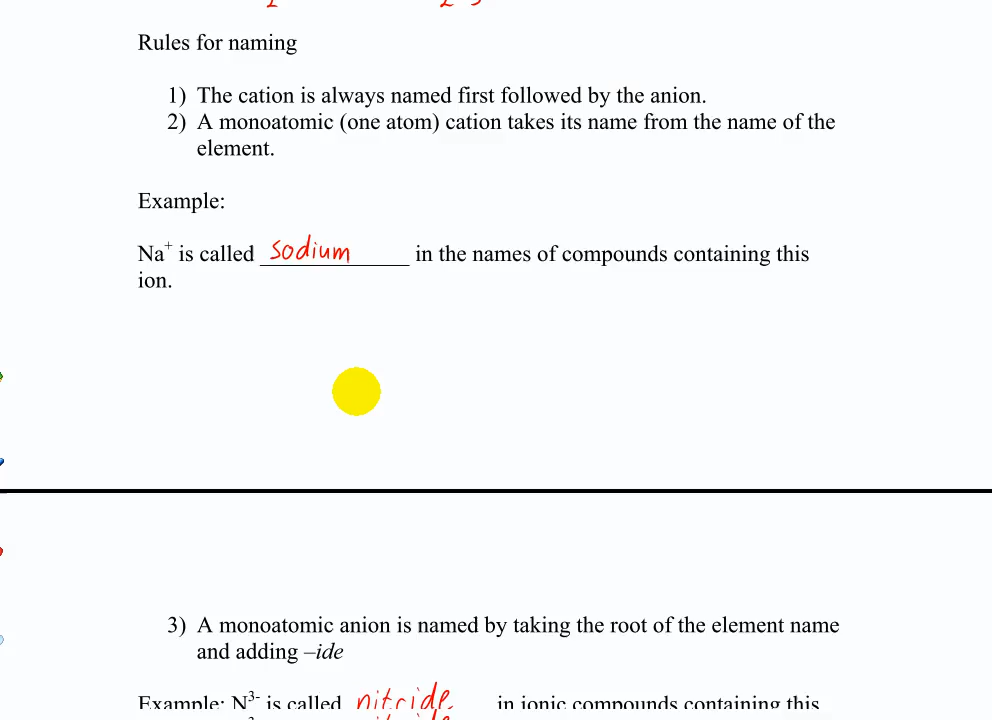 Rules for naming
1) The cation is always named first followed by the anion.
2) A monoatomic (one atom) cation takes its name from the name of the
element.
Example:
Na⁺ is called sodium in the names of compounds containing this
ion.
3) A monoatomic anion is named by taking the root of the element name
and adding –ide
Example: N³⁻ is called nitride in ionic compounds containing this